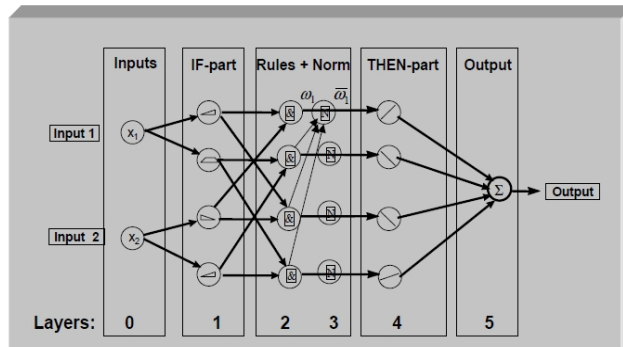 Inputs IF-part Rules + Norm THEN-part Output
ω1 ω̅1
Input 1 x1 & N
& N
Σ Output
& N
Input 2 x2
& N
Layers: 0 1 2 3 4 5